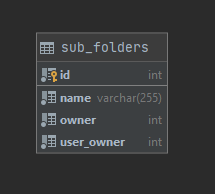 sub_folders
id int
name varchar(255)
owner int
user_owner int